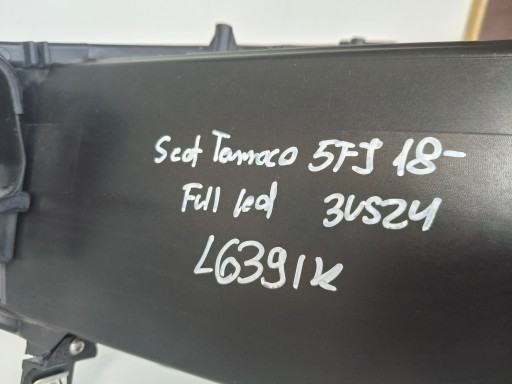 Seat Tarraco 5FJ 18-
Full led 3VS24
L6391K